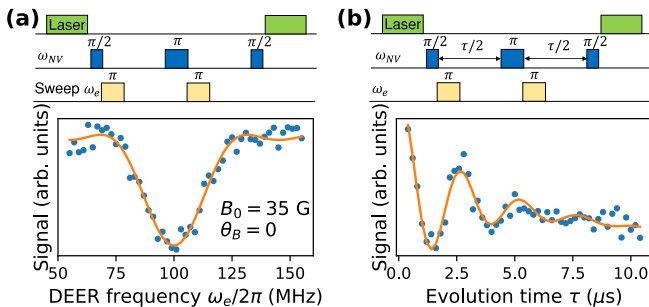 (a)
Laser
π/2
π
π/2
ω_NV
π
π
Sweep ω_e
Signal (arb. units)
B_0 = 35 G
θ_B = 0
50
75
100
125
150
DEER frequency ω_e/2π (MHz)
(b)
Laser
π/2
τ/2
π
τ/2
π/2
ω_NV
π
π
ω_e
Signal (arb. units)
0.0
2.5
5.0
7.5
10.0
Evolution time τ (μs)